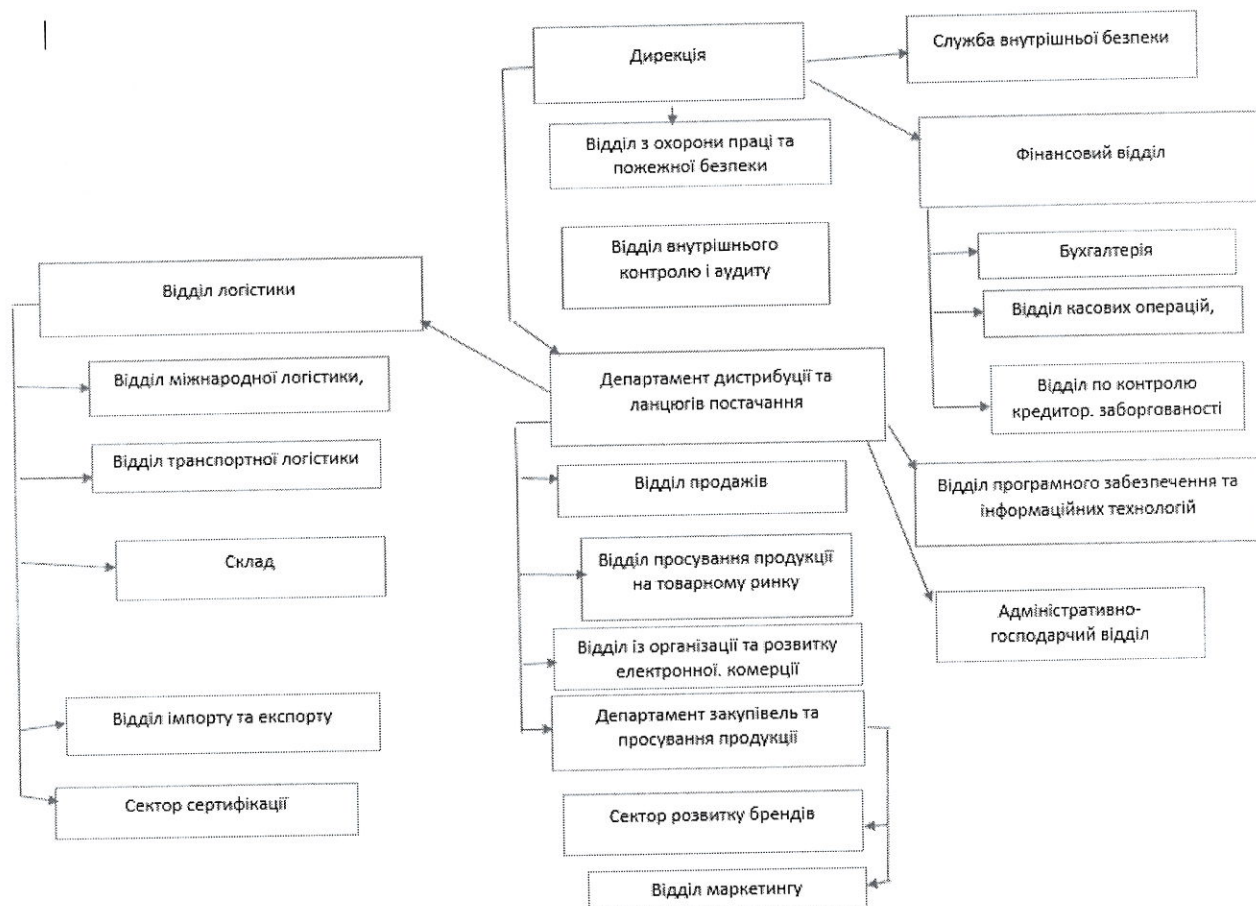 Дирекція
Служба внутрішньої безпеки
Відділ з охорони праці та
пожежної безпеки
Фінансовий відділ
Відділ внутрішнього
контролю і аудиту
Бухгалтерія
Відділ касових операцій,
Відділ по контролю
кредитор. заборгованості
Відділ логістики
Відділ міжнародної логістики,
Відділ транспортної логістики
Склад
Відділ імпорту та експорту
Сектор сертифікації
Департамент дистрибуції та
ланцюгів постачання
Відділ продажів
Відділ просування продукції
на товарному ринку
Відділ із організації та розвитку
електронної. комерції
Департамент закупівель та
просування продукції
Сектор розвитку брендів
Відділ маркетингу
Відділ програмного забезпечення та
інформаційних технологій
Адміністративно-
господарчий відділ